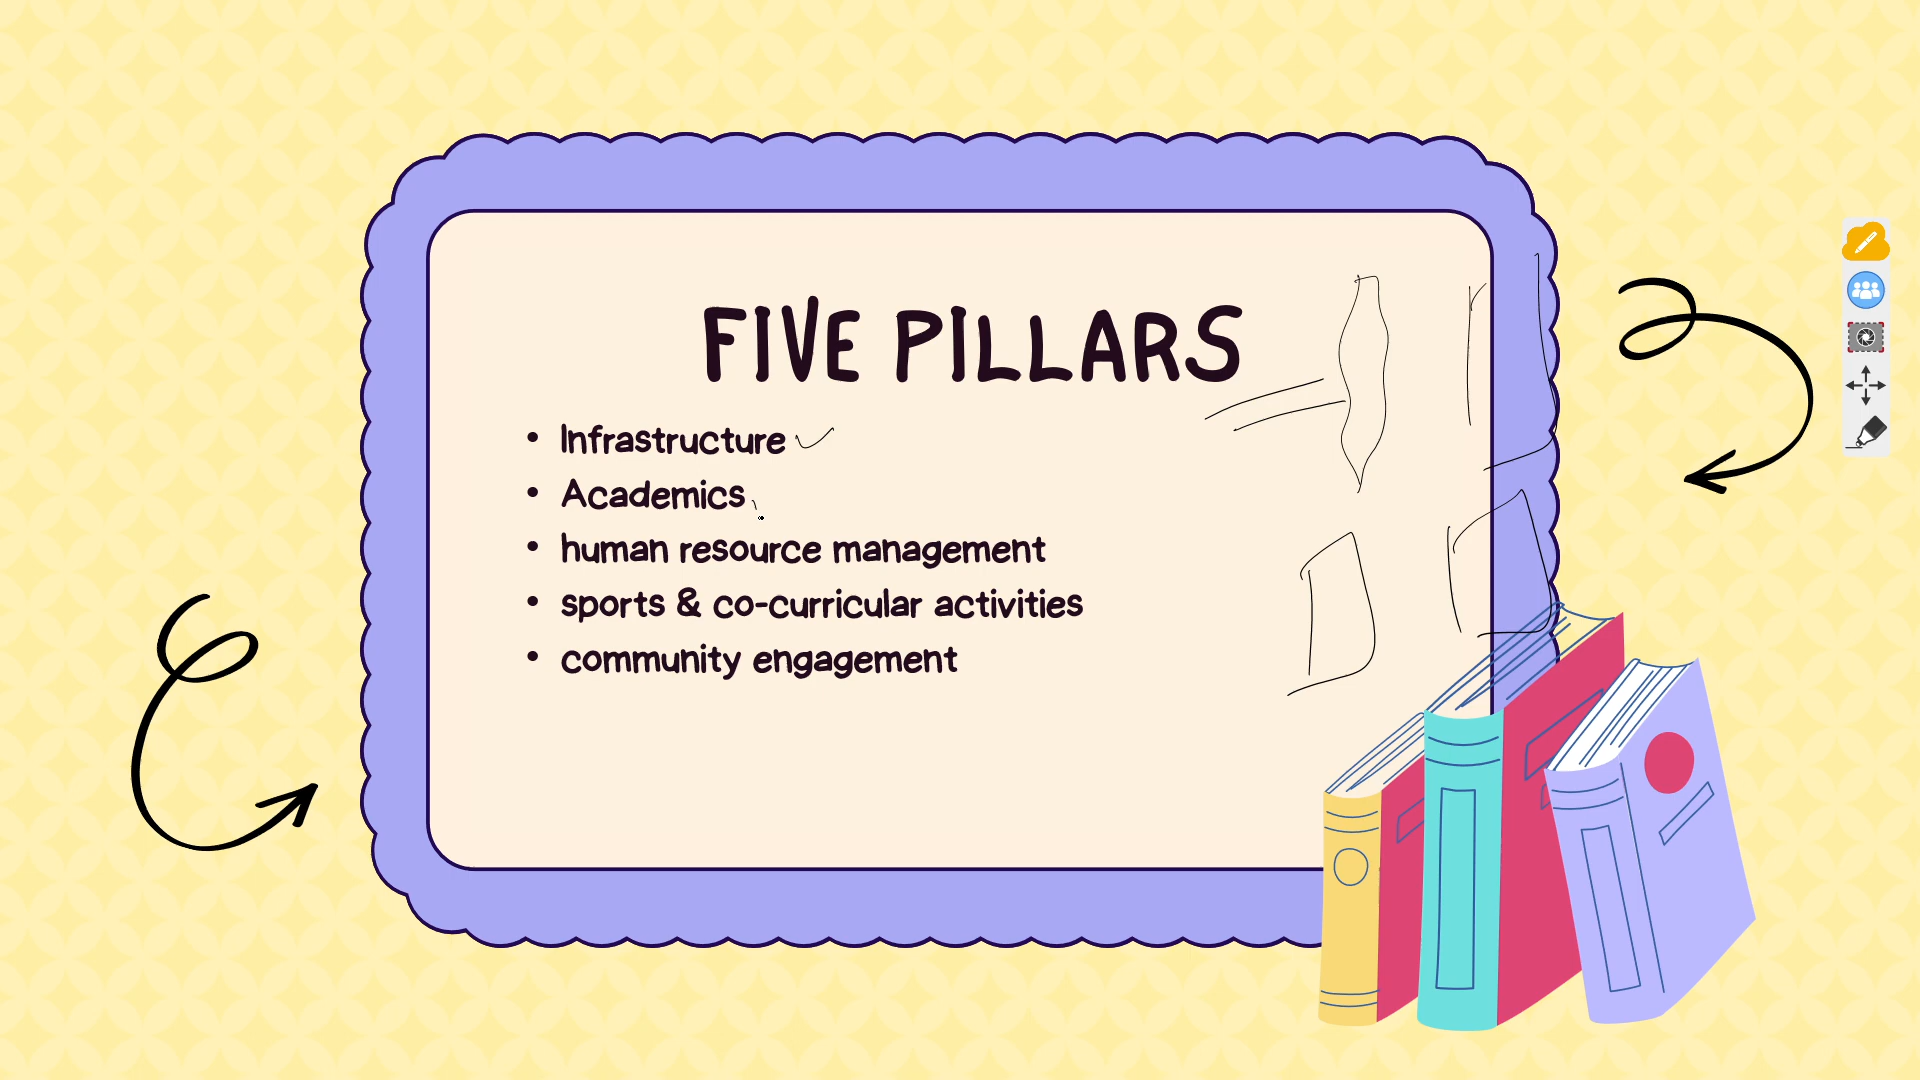 FIVE PILLARS
• Infrastructure
• Academics
• human resource management
• sports & co-curricular activities
• community engagement